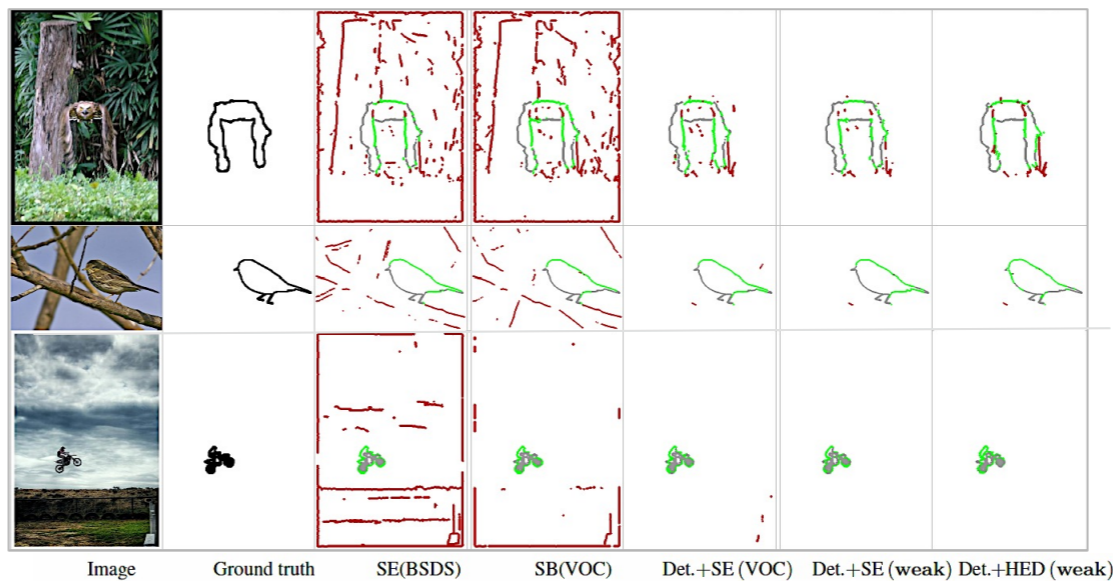 Image Ground truth SE(BSDS) SB(VOC) Det.+SE (VOC) Det.+SE (weak) Det.+HED (weak)